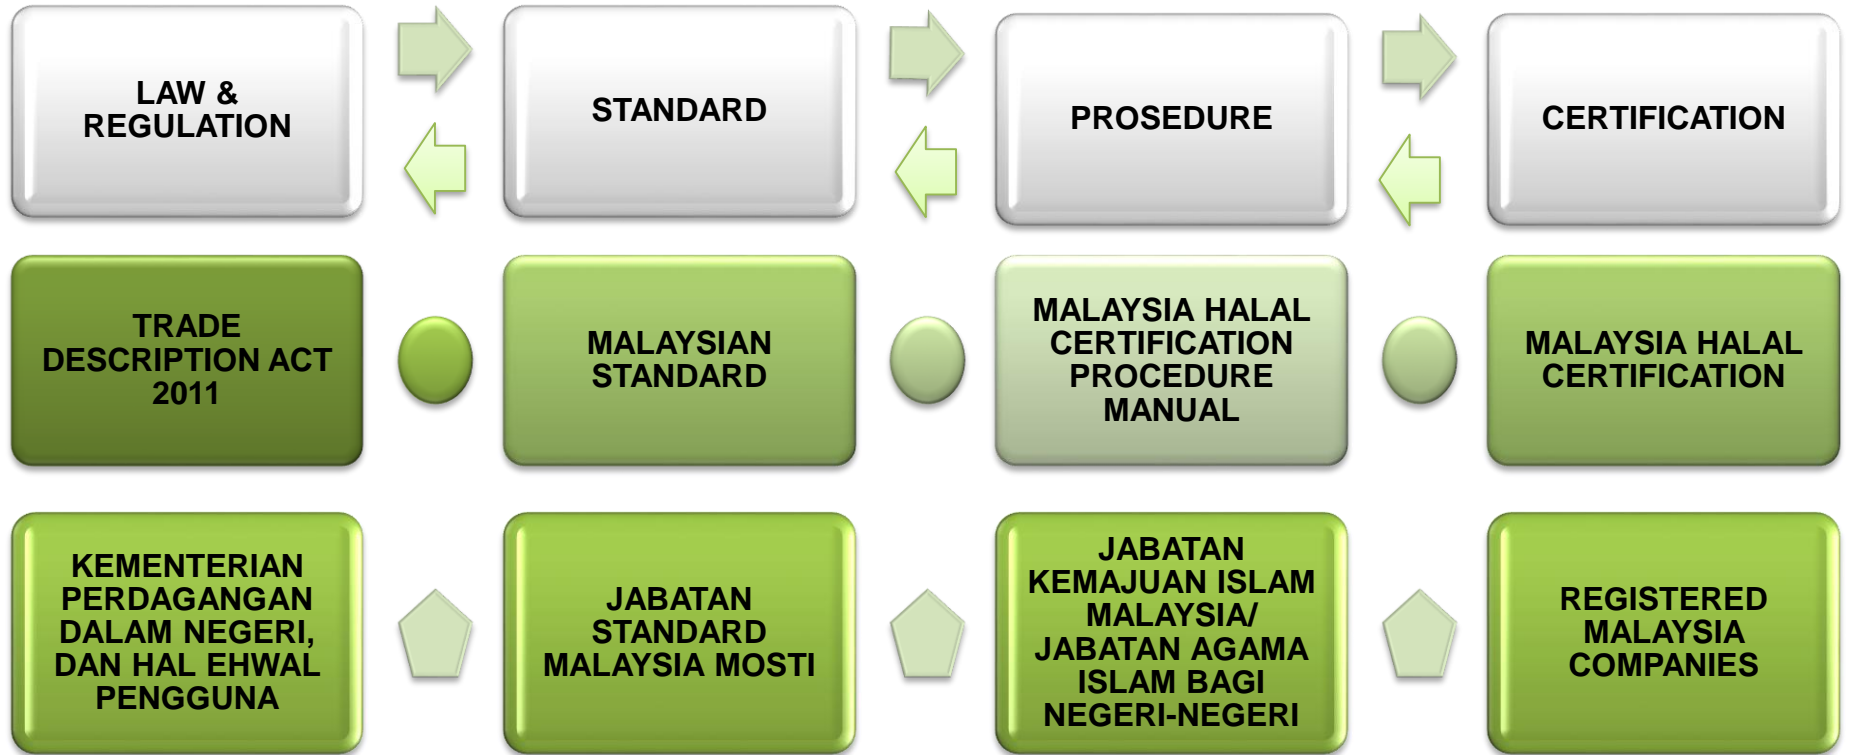 LAW &
REGULATION
STANDARD
PROSEDURE
CERTIFICATION
TRADE
DESCRIPTION ACT
2011
MALAYSIAN
STANDARD
MALAYSIA HALAL
CERTIFICATION
PROCEDURE
MANUAL
MALAYSIA HALAL
CERTIFICATION
KEMENTERIAN
PERDAGANGAN
DALAM NEGERI,
DAN HAL EHWAL
PENGGUNA
JABATAN
STANDARD
MALAYSIA MOSTI
JABATAN
KEMAJUAN ISLAM
MALAYSIA/
JABATAN AGAMA
ISLAM BAGI
NEGERI-NEGERI
REGISTERED
MALAYSIA
COMPANIES